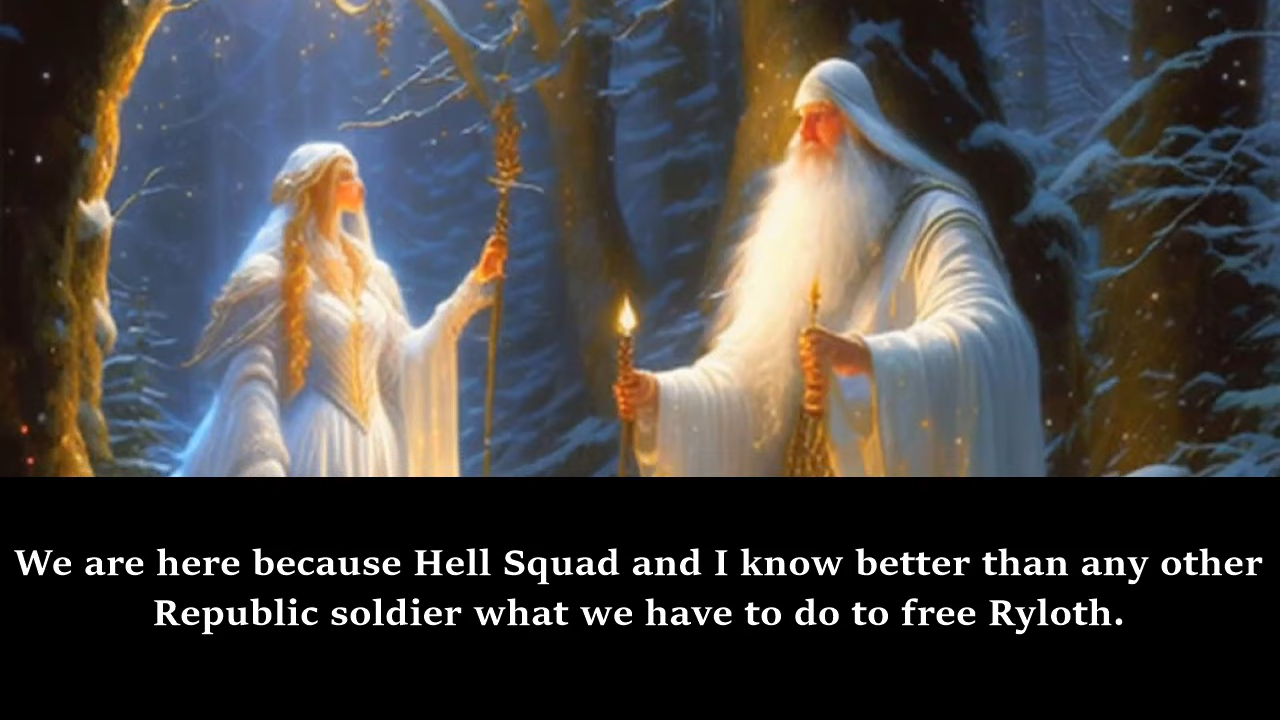 We are here because Hell Squad and I know better than any other
Republic soldier what we have to do to free Ryloth.